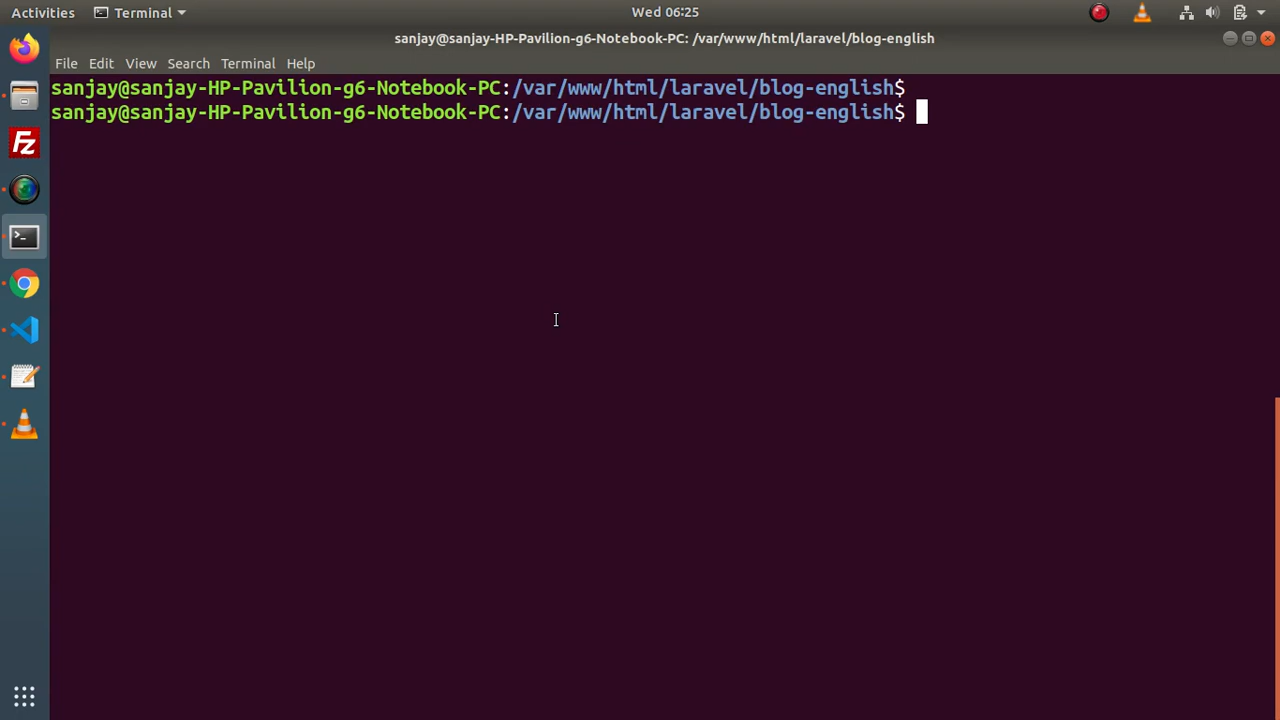 Activities Terminal Wed 06:25
sanjay@sanjay-HP-Pavilion-g6-Notebook-PC: /var/www/html/laravel/blog-english
File Edit View Search Terminal Help
sanjay@sanjay-HP-Pavilion-g6-Notebook-PC:/var/www/html/laravel/blog-english$
sanjay@sanjay-HP-Pavilion-g6-Notebook-PC:/var/www/html/laravel/blog-english$
Fz